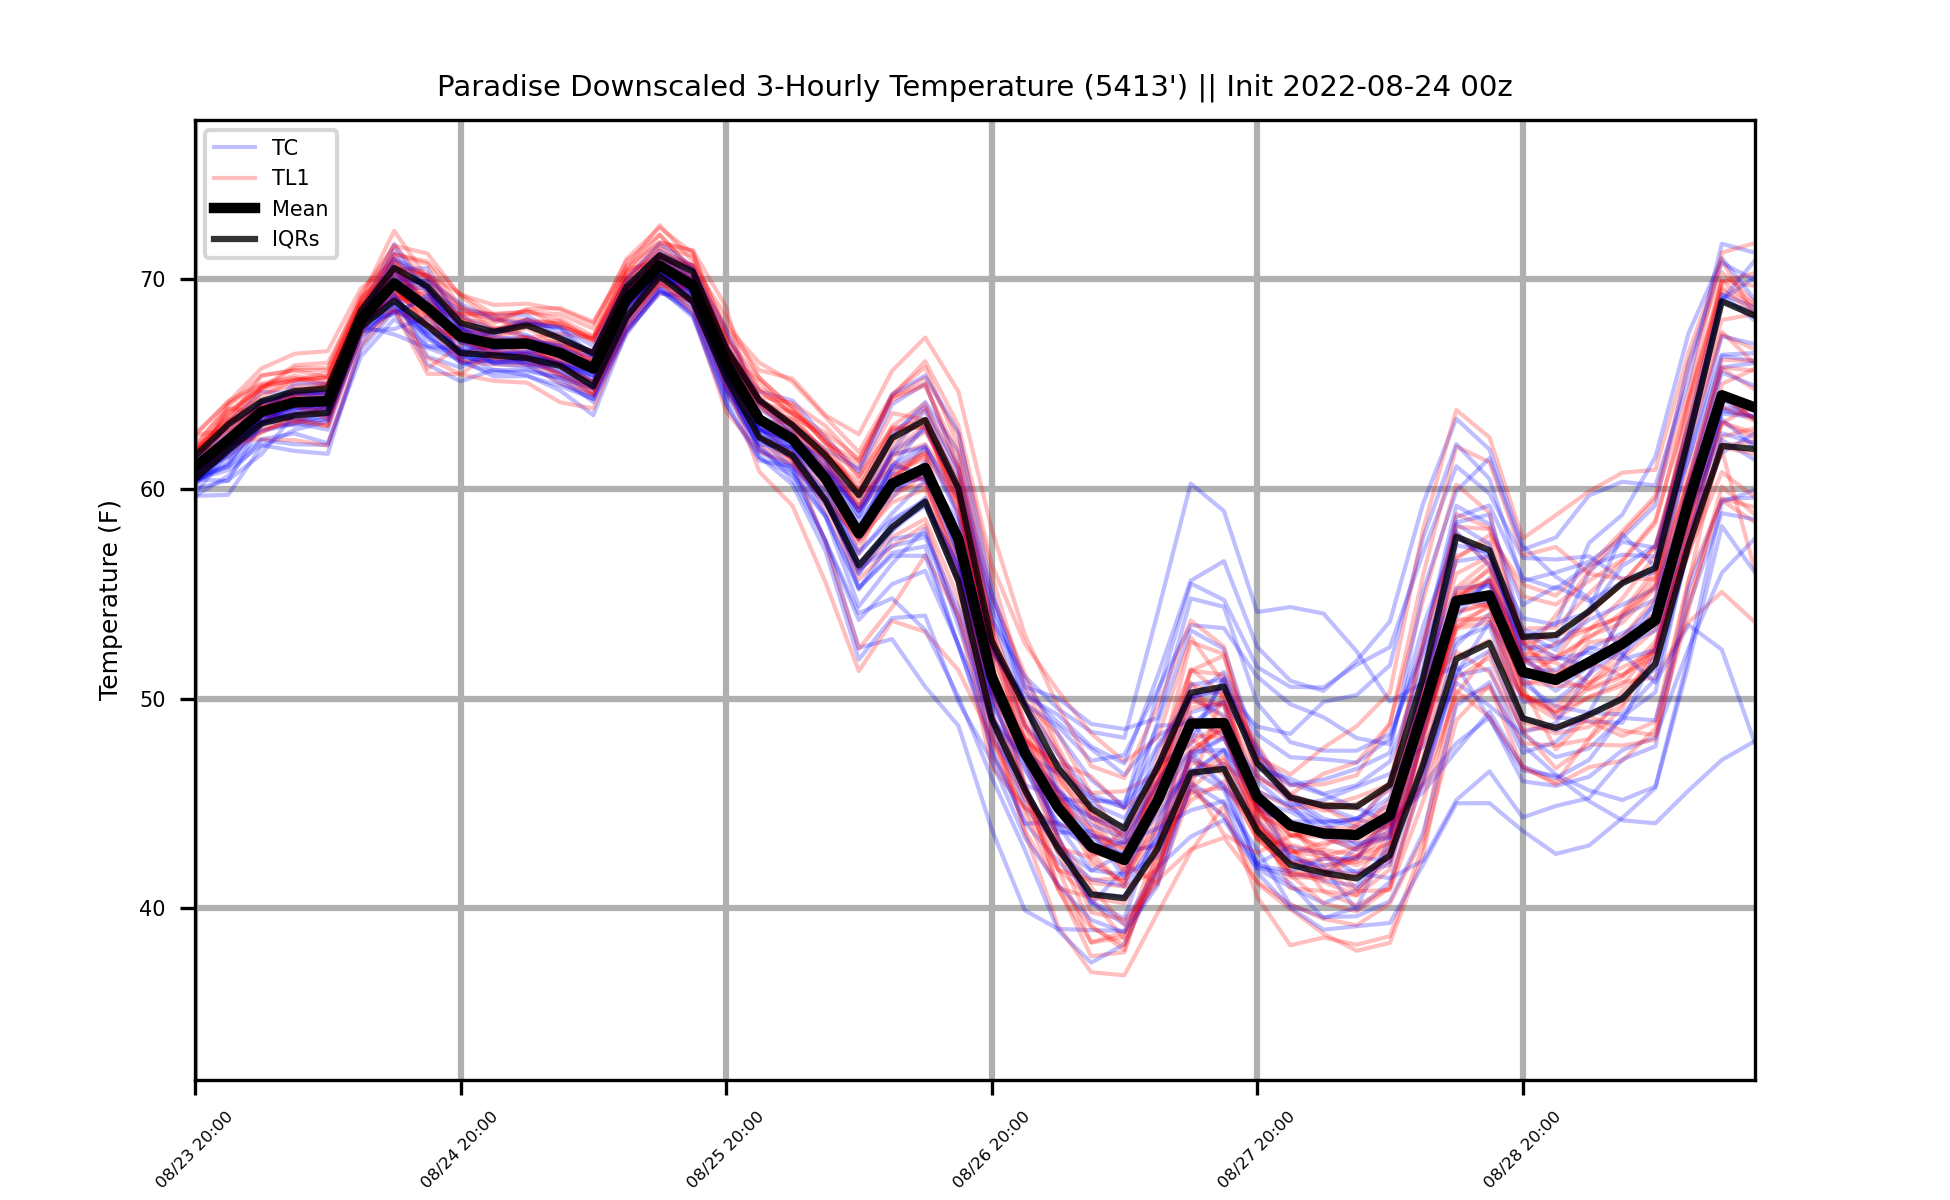 Paradise Downscaled 3-Hourly Temperature (5413') || Init 2022-08-24 00z
TC
TL1
Mean
IQRs
Temperature (F)
70
60
50
40
08/23 20:00
08/24 20:00
08/25 20:00
08/26 20:00
08/27 20:00
08/28 20:00